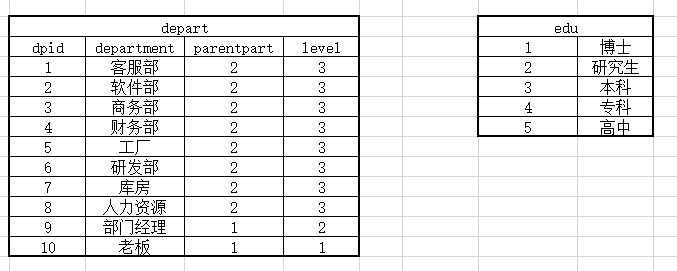 depart edu
dpid department parentpart level 1 博士
1 客服部 2 3 2 研究生
2 软件部 2 3 3 本科
3 商务部 2 3 4 专科
4 财务部 2 3 5 高中
5 工厂 2 3
6 研发部 2 3
7 库房 2 3
8 人力资源 2 3
9 部门经理 1 2
10 老板 1 1